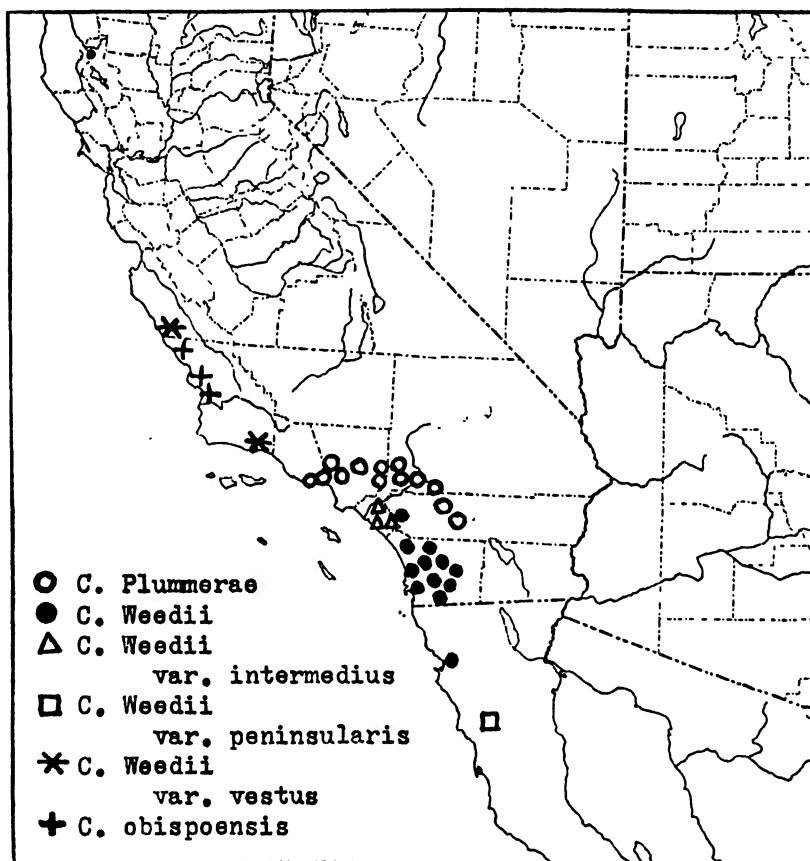 C. Plummerae
C. Weedii
C. Weedii
var. intermedius
C. Weedii
var. peninsularis
C. Weedii
var. vestus
C. obispoensis